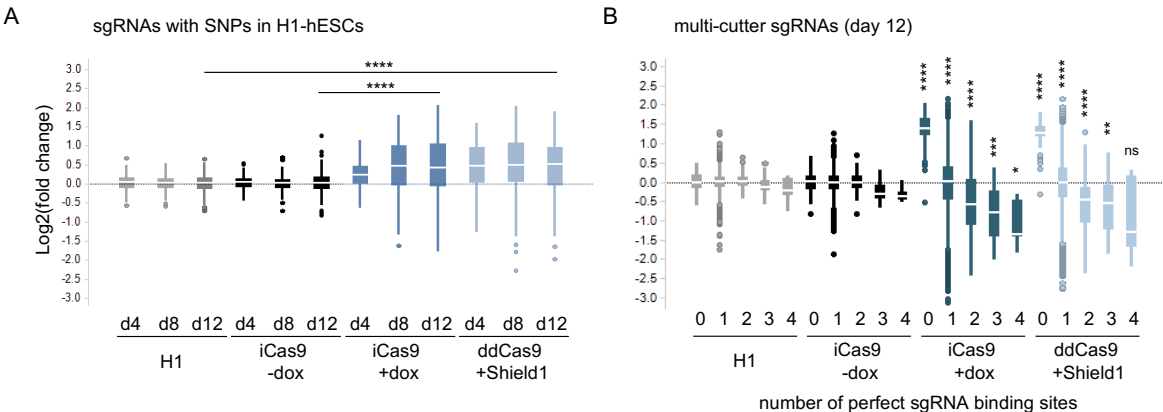 A
sgRNAs with SNPs in H1-hESCs
Log2(fold change)
3.0
2.5
2.0
1.5
1.0
0.5
0.0
-0.5
-1.0
-1.5
-2.0
-2.5
-3.0
****
****
d4 d8 d12 d4 d8 d12 d4 d8 d12 d4 d8 d12
H1 iCas9 iCas9 ddCas9
-dox +dox +Shield1
B
multi-cutter sgRNAs (day 12)
3.0
2.5
2.0
1.5
1.0
0.5
0.0
-0.5
-1.0
-1.5
-2.0
-2.5
-3.0
**** **** **** *** * **** **** **** ** ns
0 1 2 3 4 0 1 2 3 4 0 1 2 3 4 0 1 2 3 4
H1 iCas9 iCas9 ddCas9
-dox +dox +Shield1
number of perfect sgRNA binding sites